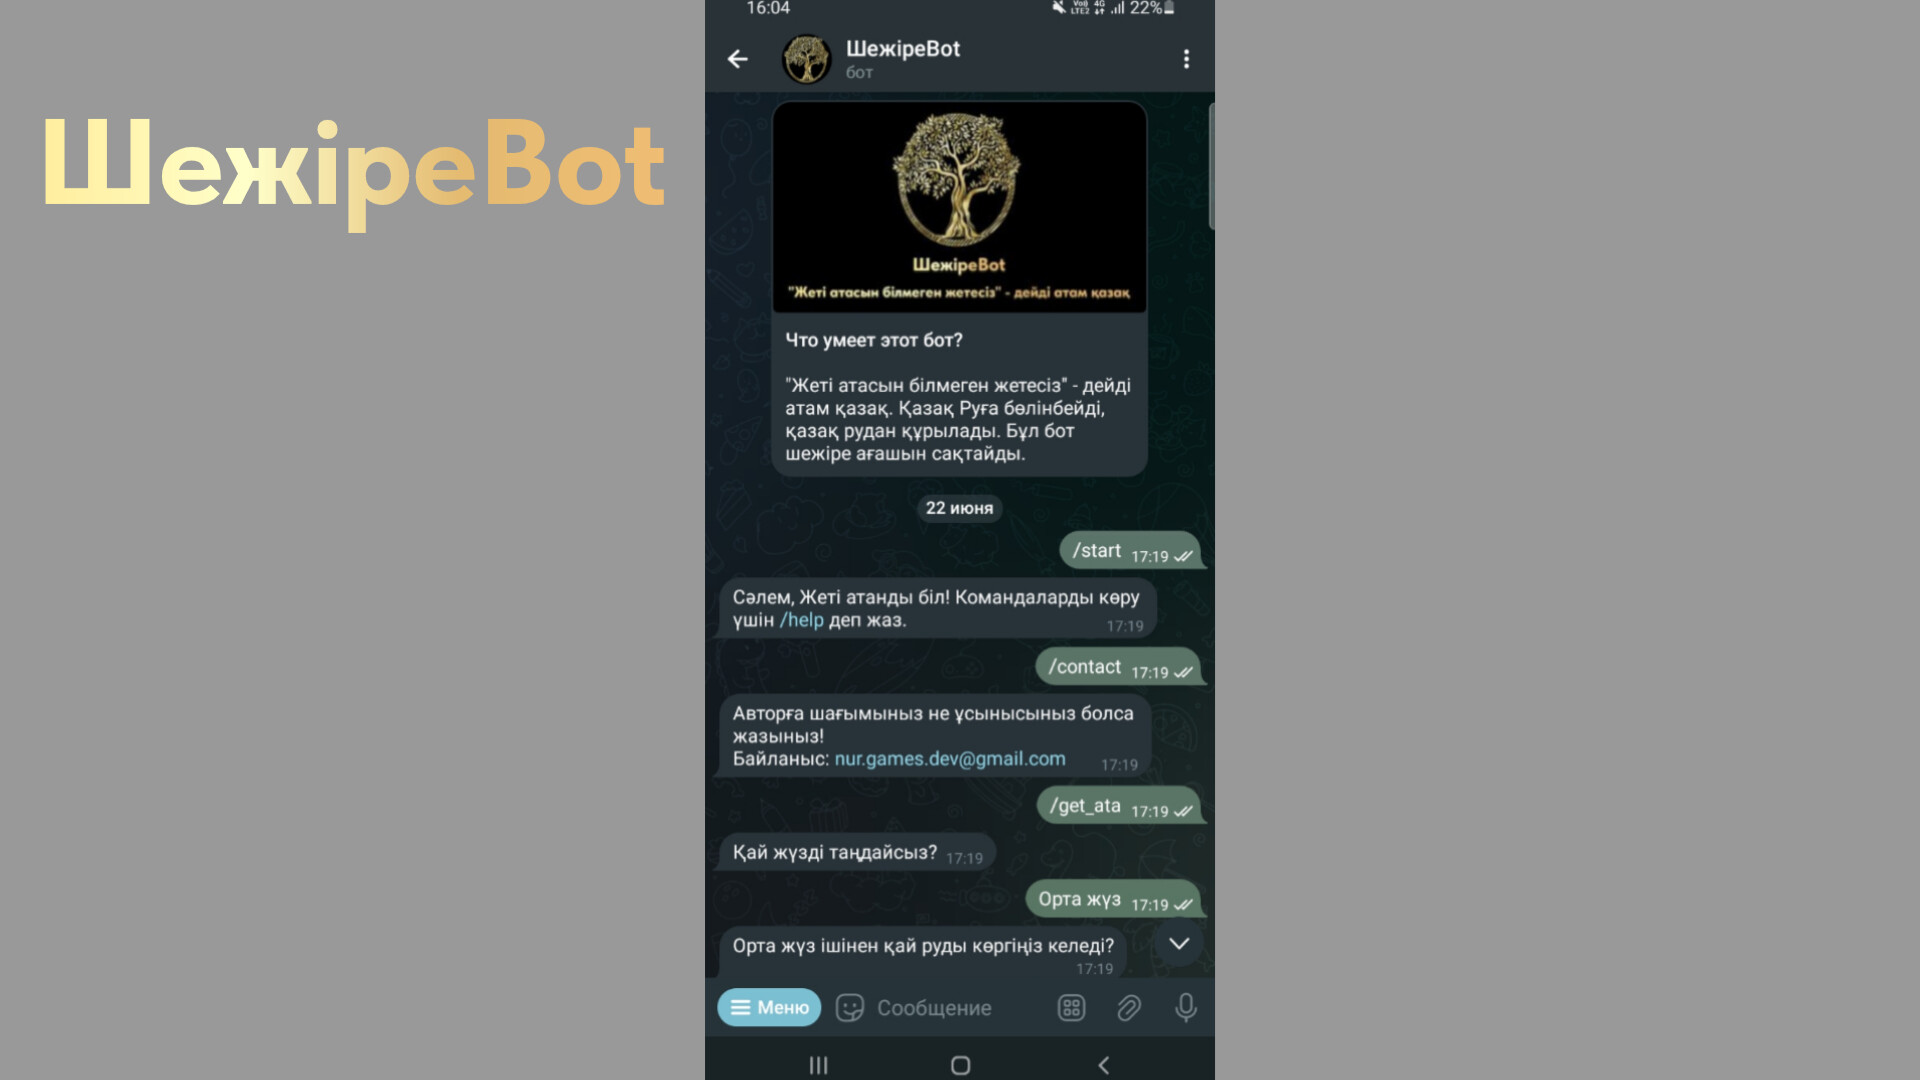 ШежіреBot
16:04
Vo))
LTE2
4G
22%
ШежіреBot
бот
ШежіреBot
"Жеті атасын білмеген жетесіз" - дейді атам қазақ
Что умеет этот бот?
"Жеті атасын білмеген жетесіз" - дейді
атам қазақ. Қазақ Руға бөлінбейді,
қазақ рудан құрылады. Бұл бот
шежіре ағашын сақтайды.
22 июня
/start 17:19
Сәлем, Жеті атанды біл! Командаларды көру
үшін /help деп жаз.
17:19
/contact 17:19
Авторға шағымыныз не ұсынысыныз болса
жазыныз!
Байланыс: nur.games.dev@gmail.com 17:19
/get_ata 17:19
Қай жүзді таңдайсыз? 17:19
Орта жүз 17:19
Орта жүз ішінен қай руды көргіңіз келеді?
17:19
Меню
Сообщение